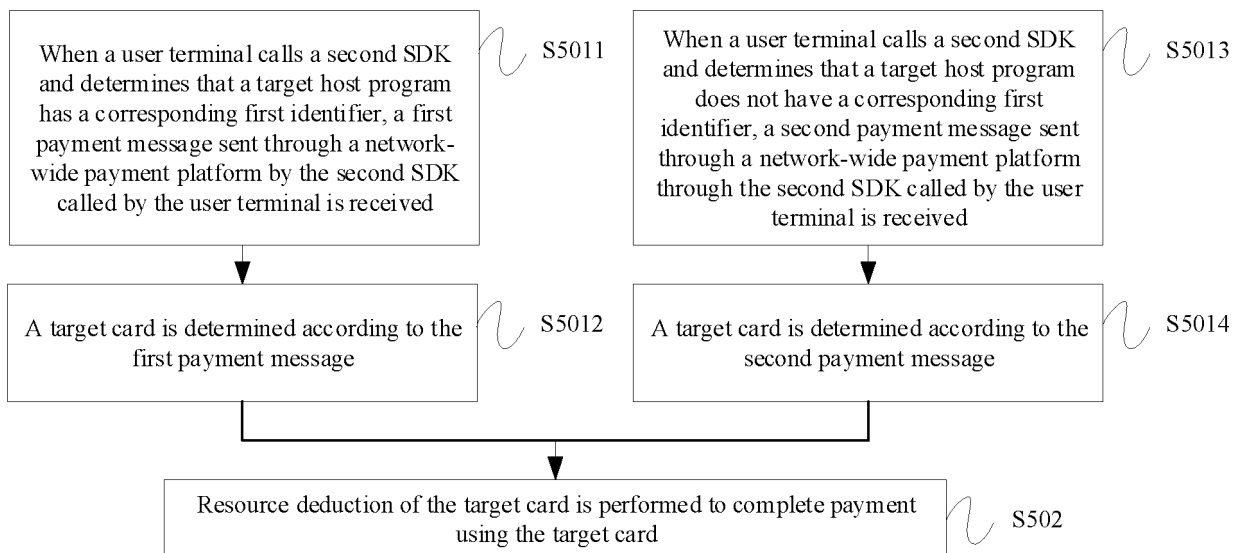 When a user terminal calls a second SDK
and determines that a target host program
has a corresponding first identifier, a first
payment message sent through a network-
wide payment platform by the second SDK
called by the user terminal is received
S5011
When a user terminal calls a second SDK
and determines that a target host program
does not have a corresponding first
identifier, a second payment message sent
through a network-wide payment platform
through the second SDK called by the user
terminal is received
S5013
A target card is determined according to the
first payment message
S5012
A target card is determined according to the
second payment message
S5014
Resource deduction of the target card is performed to complete payment
using the target card
S502